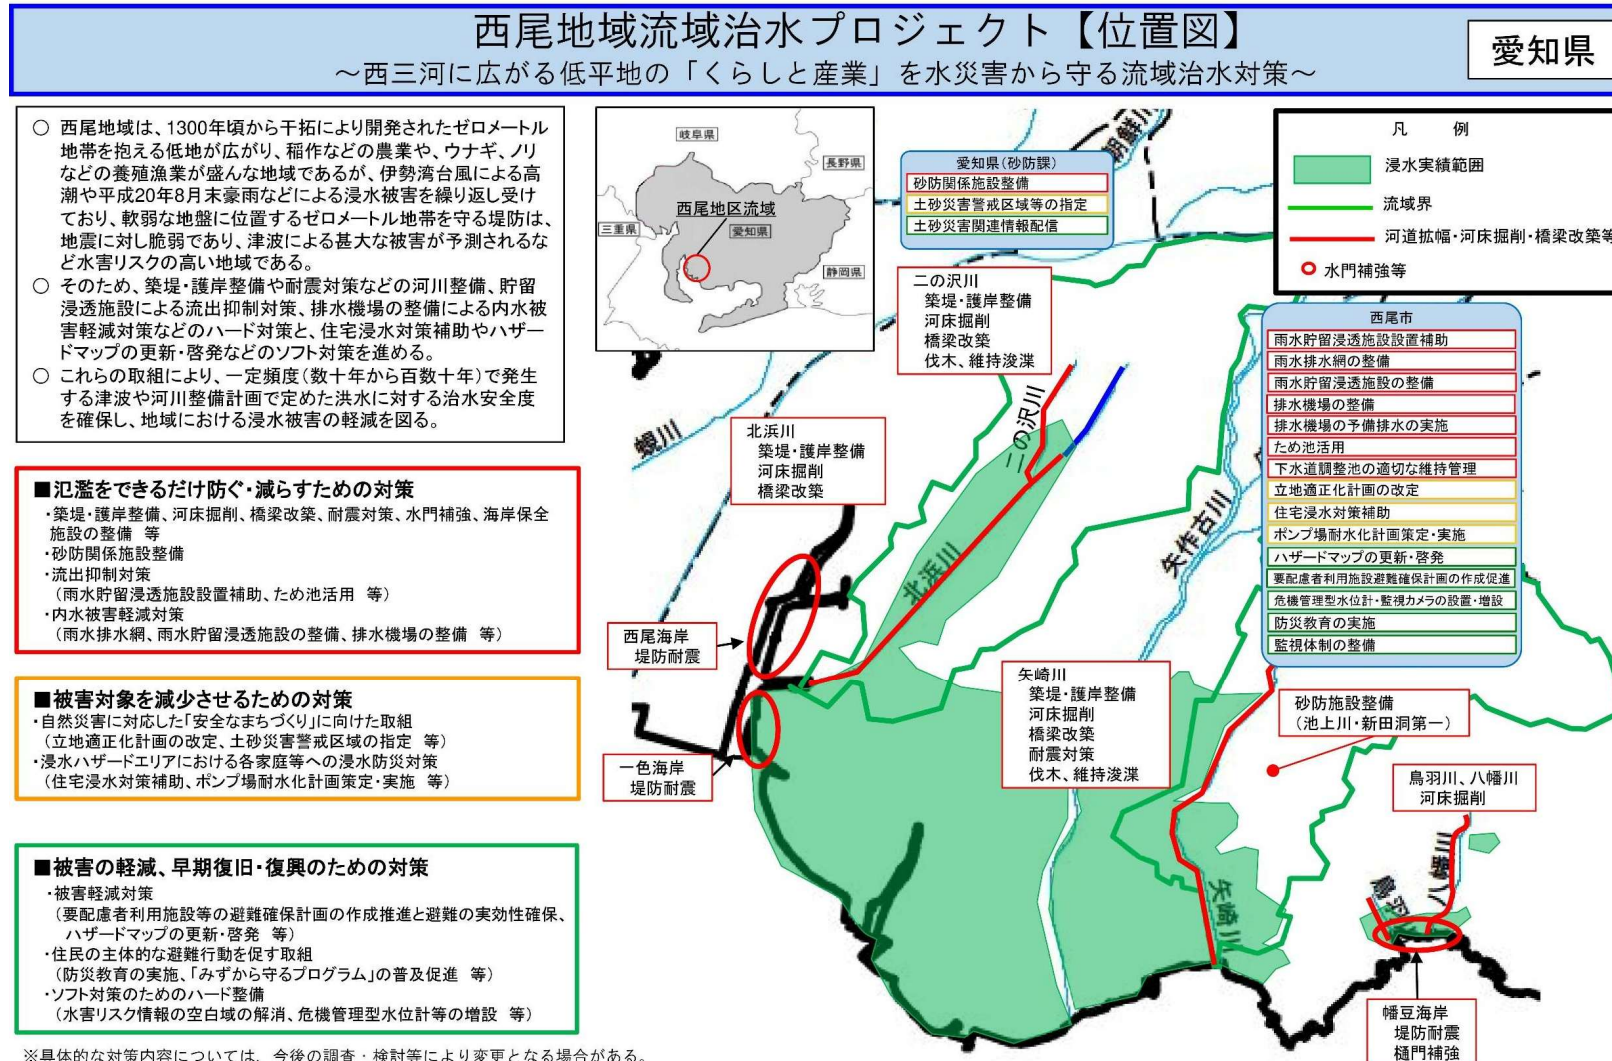 西尾地域流域治水プロジェクト【位置図】
～西三河に広がる低平地の「くらしと産業」を水災害から守る流域治水対策～
愛知県
○ 西尾地域は、1300年頃から干拓により開発されたゼロメートル
地帯を抱える低地が広がり、稲作などの農業や、ウナギ、ノリ
などの養殖漁業が盛んな地域であるが、伊勢湾台風による高
潮や平成20年8月末豪雨などによる浸水被害を繰り返し受け
ており、軟弱な地盤に位置するゼロメートル地帯を守る堤防は、
地震に対し脆弱であり、津波による甚大な被害が予測されるな
ど水害リスクの高い地域である。
○ そのため、築堤・護岸整備や耐震対策などの河川整備、貯留
浸透施設による流出抑制対策、排水機場の整備による内水被
害軽減対策などのハード対策と、住宅浸水対策補助やハザー
ドマップの更新・啓発などのソフト対策を進める。
○ これらの取組により、一定頻度(数十年から百数十年)で発生
する津波や河川整備計画で定めた洪水に対する治水安全度
を確保し、地域における浸水被害の軽減を図る。
■氾濫をできるだけ防ぐ・減らすための対策
・築堤・護岸整備、河床掘削、橋梁改築、耐震対策、水門補強、海岸保全
施設の整備 等
・砂防関係施設整備
・流出抑制対策
(雨水貯留浸透施設設置補助、ため池活用 等)
・内水被害軽減対策
(雨水排水網、雨水貯留浸透施設の整備、排水機場の整備 等)
■被害対象を減少させるための対策
・自然災害に対応した「安全なまちづくり」に向けた取組
(立地適正化計画の改定、土砂災害警戒区域の指定 等)
・浸水ハザードエリアにおける各家庭等への浸水防災対策
(住宅浸水対策補助、ポンプ場耐水化計画策定・実施 等)
■被害の軽減、早期復旧・復興のための対策
・被害軽減対策
(要配慮者利用施設等の避難確保計画の作成推進と避難の実効性確保、
ハザードマップの更新・啓発 等)
・住民の主体的な避難行動を促す取組
(防災教育の実施、「みずから守るプログラム」の普及促進 等)
・ソフト対策のためのハード整備
(水害リスク情報の空白域の解消、危機管理型水位計等の増設 等)
※具体的な対策内容については、今後の調査・検討等により変更となる場合がある。
岐阜県
長野県
西尾地区流域
三重県
愛知県
静岡県
朝鮮川
愛知県(砂防課)
砂防関係施設整備
土砂災害警戒区域等の指定
土砂災害関連情報配信
凡 例
浸水実績範囲
流域界
河道拡幅・河床掘削・橋梁改築等
水門補強等
二の沢川
築堤・護岸整備
河床掘削
橋梁改築
伐木、維持浚渫
西尾市
雨水貯留浸透施設設置補助
雨水排水網の整備
雨水貯留浸透施設の整備
排水機場の整備
排水機場の予備排水の実施
ため池活用
下水道調整池の適切な維持管理
立地適正化計画の改定
住宅浸水対策補助
ポンプ場耐水化計画策定・実施
ハザードマップの更新・啓発
要配慮者利用施設避難確保計画の作成促進
危機管理型水位計・監視カメラの設置・増設
防災教育の実施
監視体制の整備
蜆川
北浜川
築堤・護岸整備
河床掘削
橋梁改築
二の沢川
北浜川
矢作古川
西尾海岸
堤防耐震
一色海岸
堤防耐震
矢崎川
築堤・護岸整備
河床掘削
橋梁改築
耐震対策
伐木、維持浚渫
砂防施設整備
(池上川・新田洞第一)
鳥羽川、八幡川
河床掘削
矢崎川
八幡川
鳥羽
幡豆海岸
堤防耐震
樋門補強